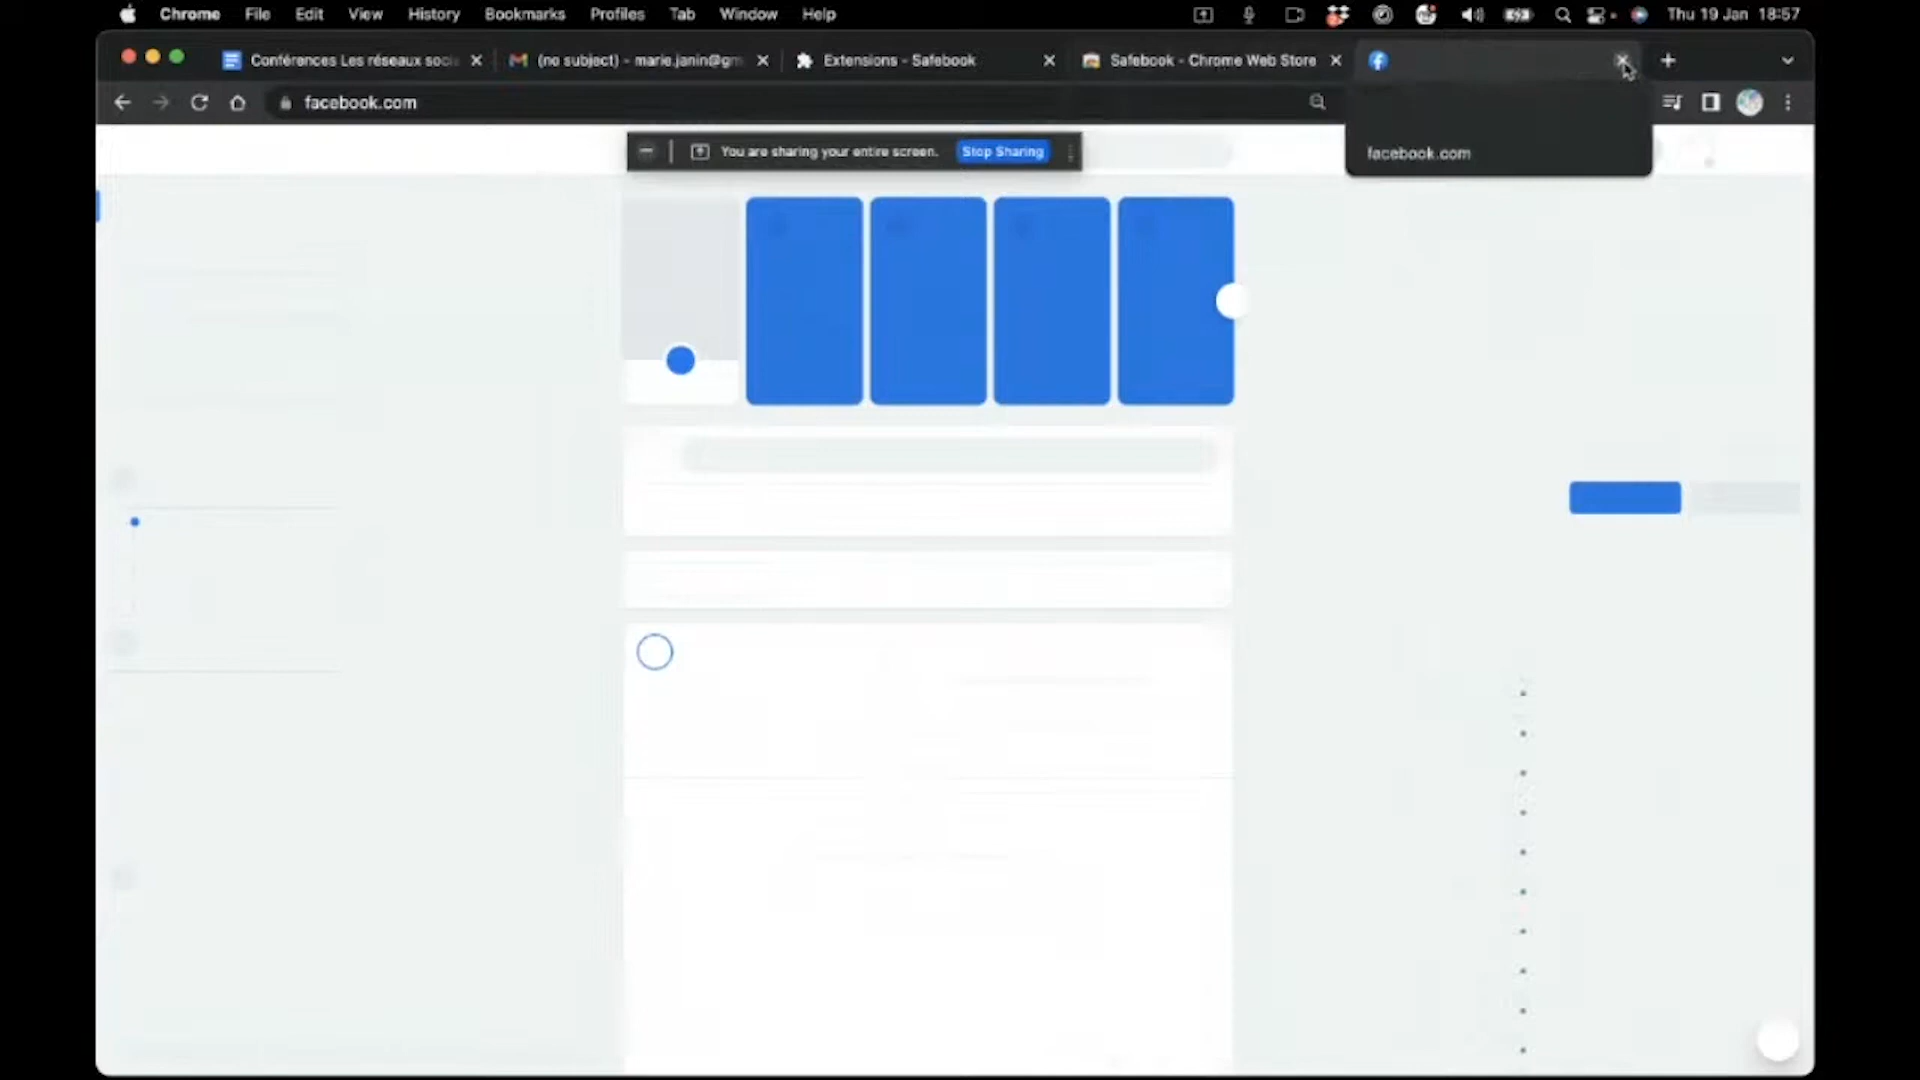 Chrome File Edit View History Bookmarks Profiles Tab Window Help Thu 19 Jan 18:57
Conférences Les réseaux soci (no subject) - marie.janin@gm Extensions - Safebook Safebook - Chrome Web Store
facebook.com
You are sharing your entire screen. Stop Sharing
facebook.com